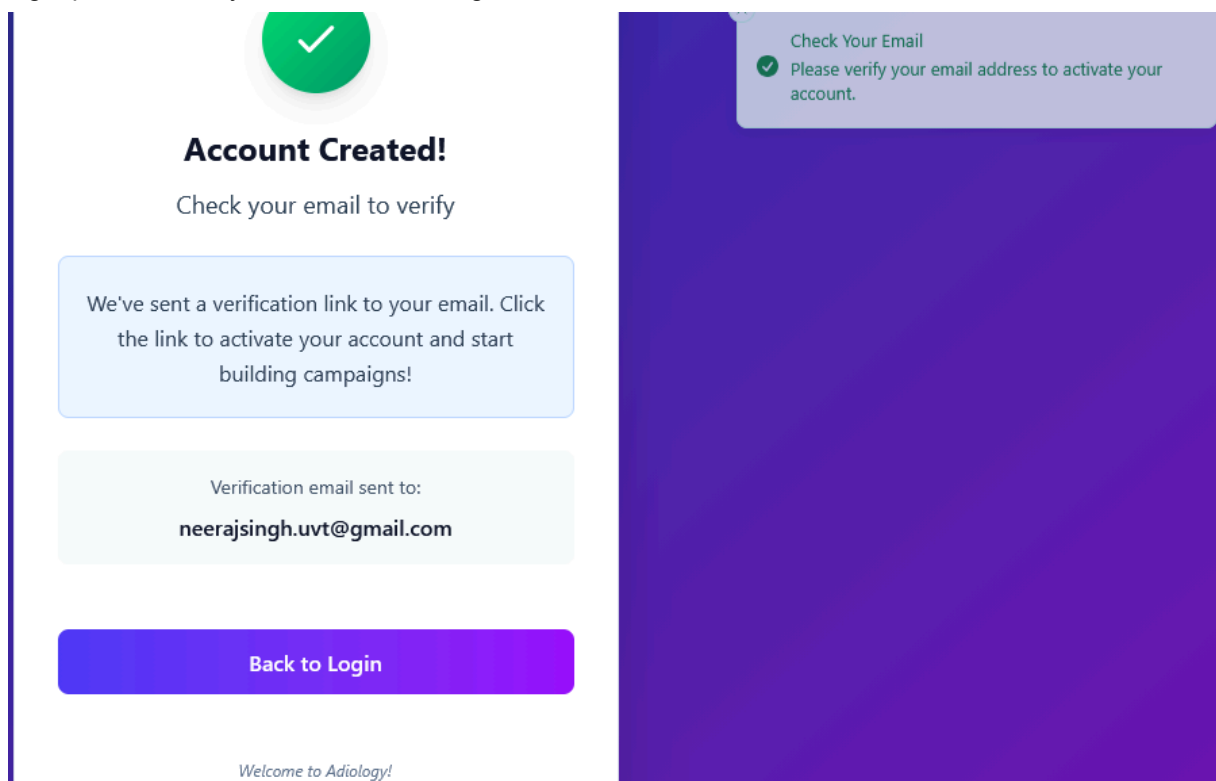 Account Created!
Check your email to verify
We've sent a verification link to your email. Click
the link to activate your account and start
building campaigns!
Verification email sent to:
neerajsingh.uvt@gmail.com
Back to Login
Welcome to Adiology!
Check Your Email
Please verify your email address to activate your
account.